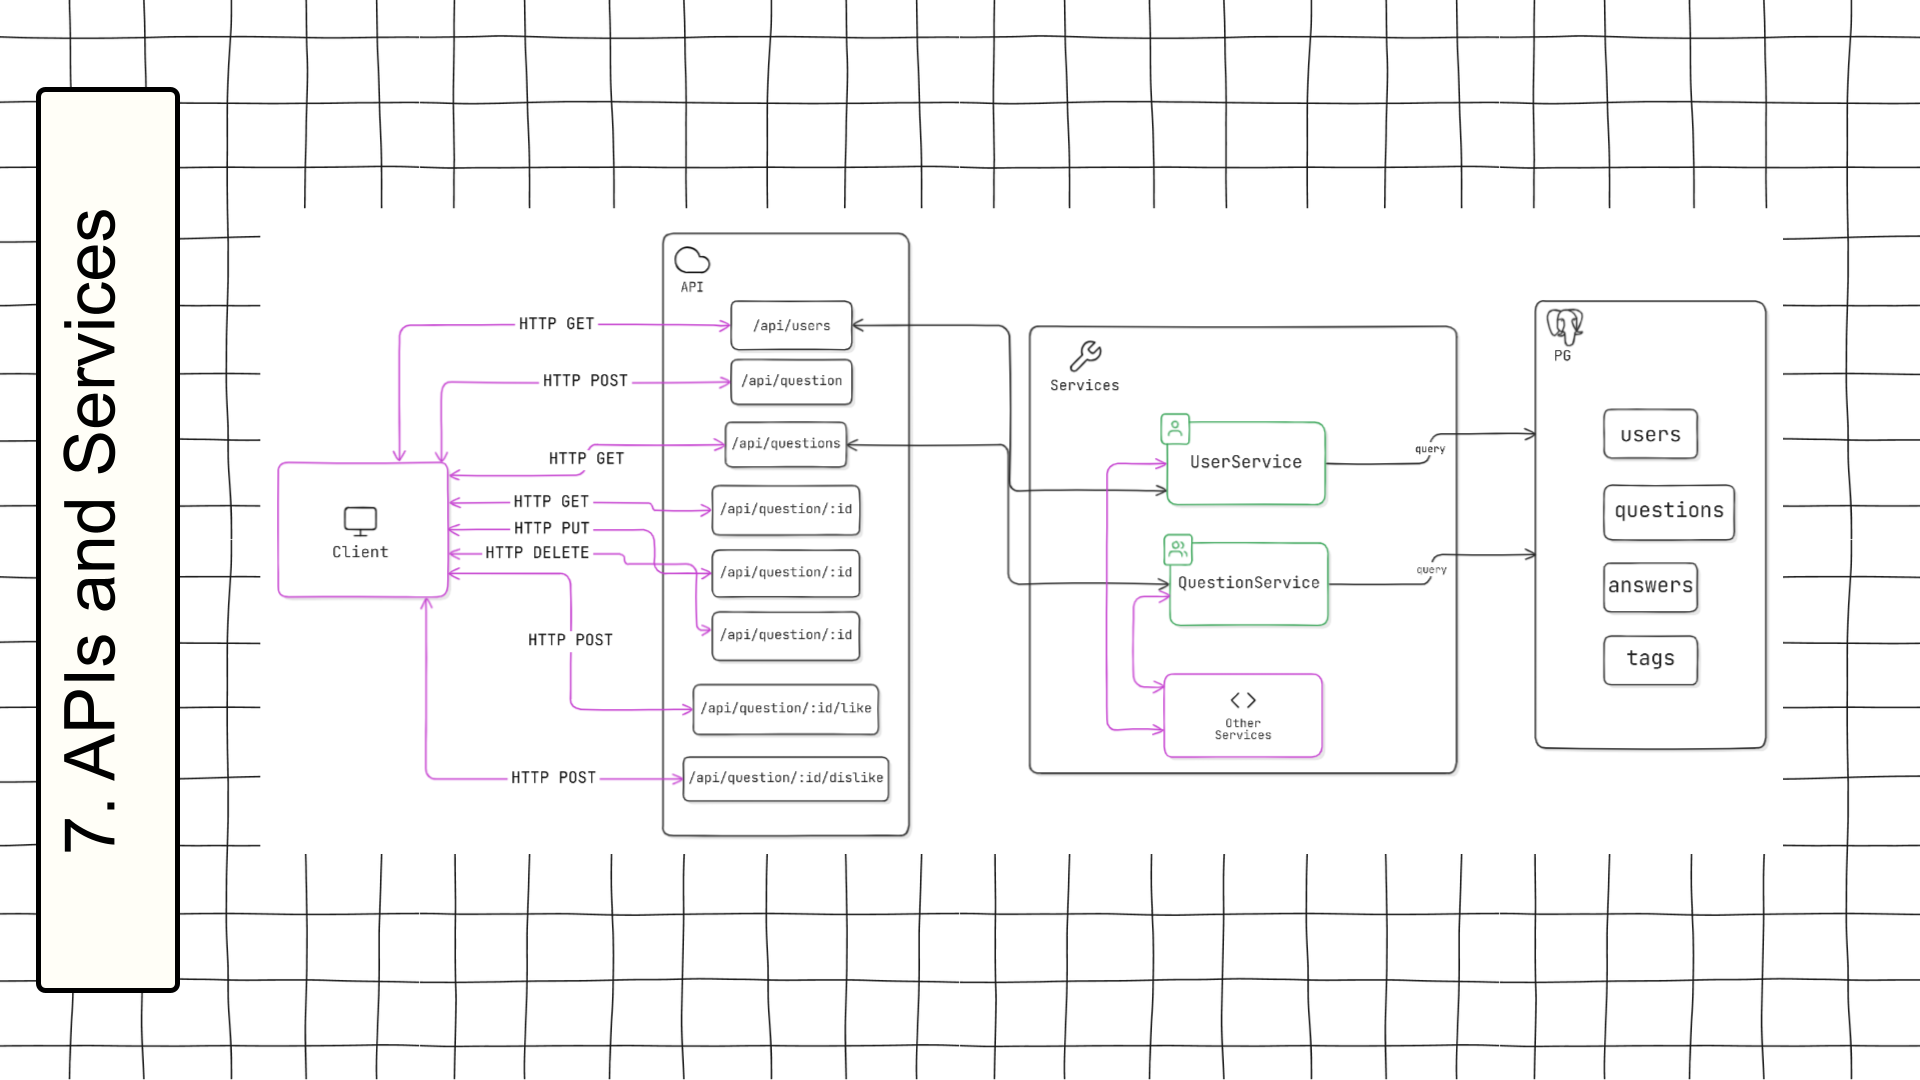 7. APIs and Services
API
HTTP GET
/api/users
HTTP POST
/api/question
HTTP GET
/api/questions
HTTP GET
/api/question/:id
HTTP PUT
/api/question/:id
HTTP DELETE
/api/question/:id
HTTP POST
/api/question/:id/like
HTTP POST
/api/question/:id/dislike
Client
Services
UserService
QuestionService
Other
Services
query
query
PG
users
questions
answers
tags